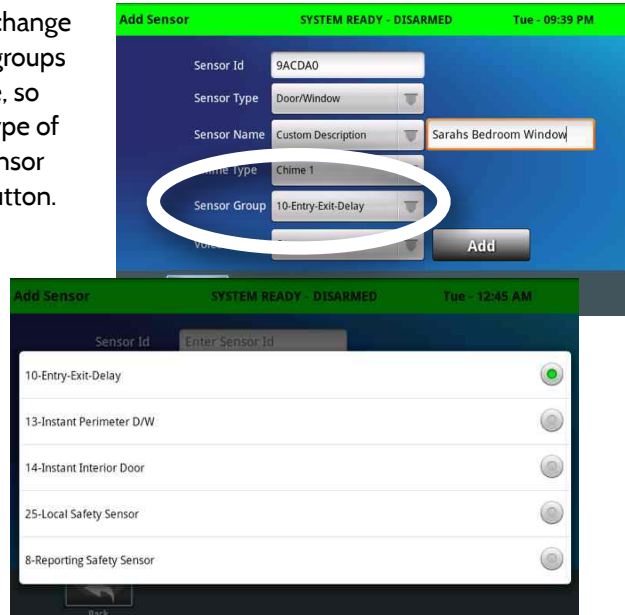 change
groups
, so
pe of
nsor
utton.
Add Sensor SYSTEM READY - DISARMED Tue - 09:39 PM
Sensor Id 9ACDA0
Sensor Type Door/Window
Sensor Name Custom Description Sarahs Bedroom Window
Type Chime 1
Sensor Group 10-Entry-Exit-Delay
Add
Add Sensor SYSTEM READY - DISARMED Tue - 12:45 AM
Sensor Id Enter Sensor Id
10-Entry-Exit-Delay
13-Instant Perimeter D/W
14-Instant Interior Door
25-Local Safety Sensor
8-Reporting Safety Sensor
Back